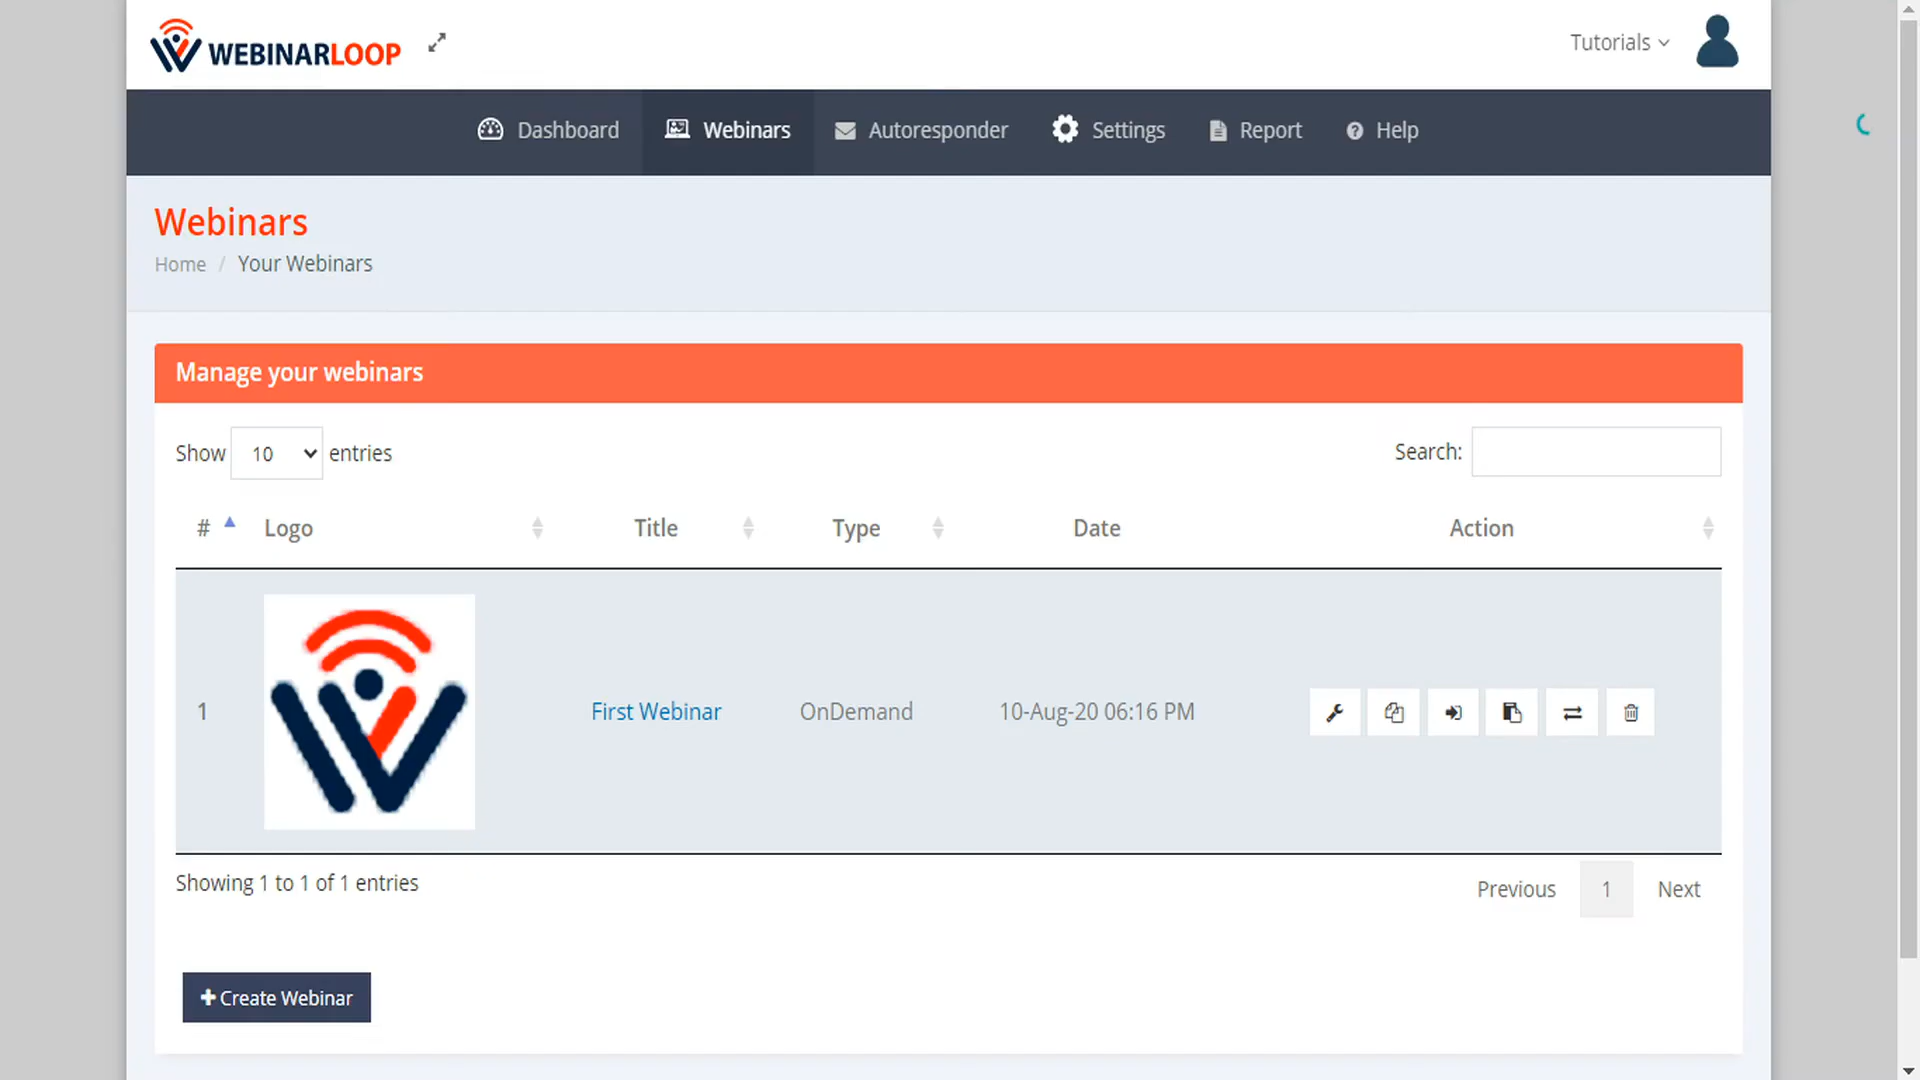 WEBINARLOOP
Tutorials
Dashboard Webinars Autoresponder Settings Report Help
Webinars
Home / Your Webinars
Manage your webinars
Show 10 entries
Search:
# Logo Title Type Date Action
1 First Webinar OnDemand 10-Aug-20 06:16 PM
Showing 1 to 1 of 1 entries
Previous 1 Next
Create Webinar